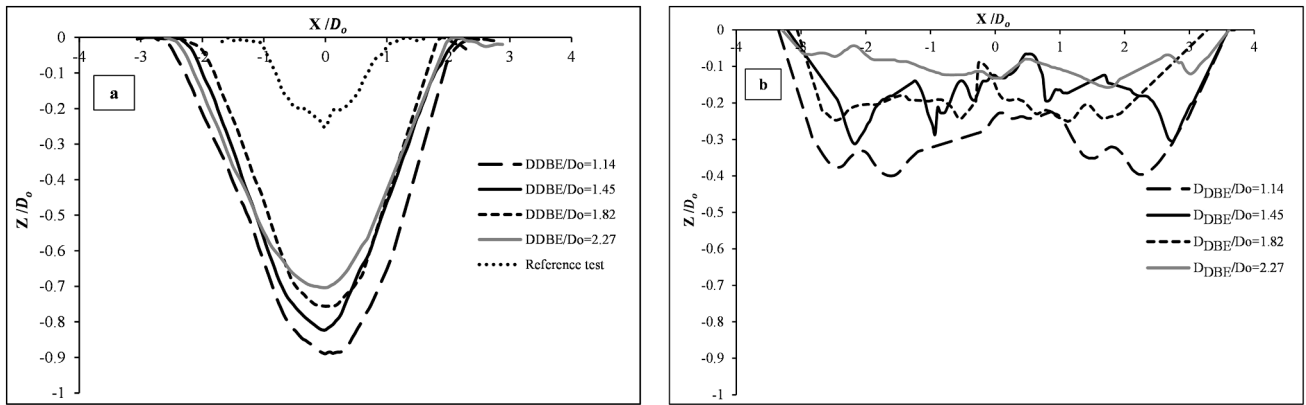 X /Do
-4 -3 -2 -1 0 1 2 3 4
0
-0.1
-0.2
-0.3
-0.4
-0.5
-0.6
-0.7
-0.8
-0.9
-1
Z /Do
a
DDBE/Do=1.14
DDBE/Do=1.45
DDBE/Do=1.82
DDBE/Do=2.27
Reference test
X /Do
-4 -3 -2 -1 0 1 2 3 4
0
-0.1
-0.2
-0.3
-0.4
-0.5
-0.6
-0.7
-0.8
-0.9
-1
Z /Do
b
DDBE/Do=1.14
DDBE/Do=1.45
DDBE/Do=1.82
DDBE/Do=2.27